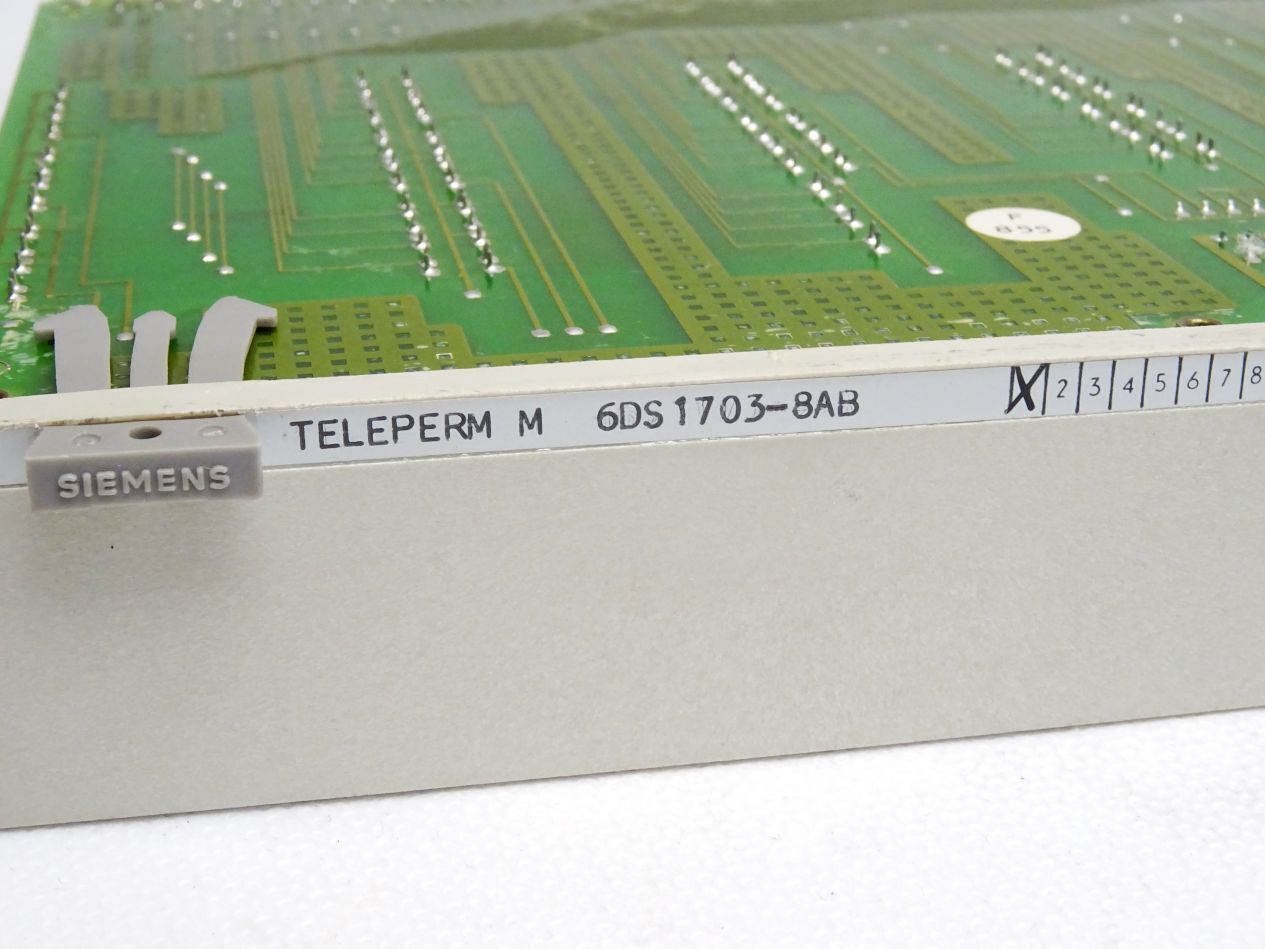 F
855
TELEPERM M 6DS1703-8AB
X 2 3 4 5 6 7 8
SIEMENS